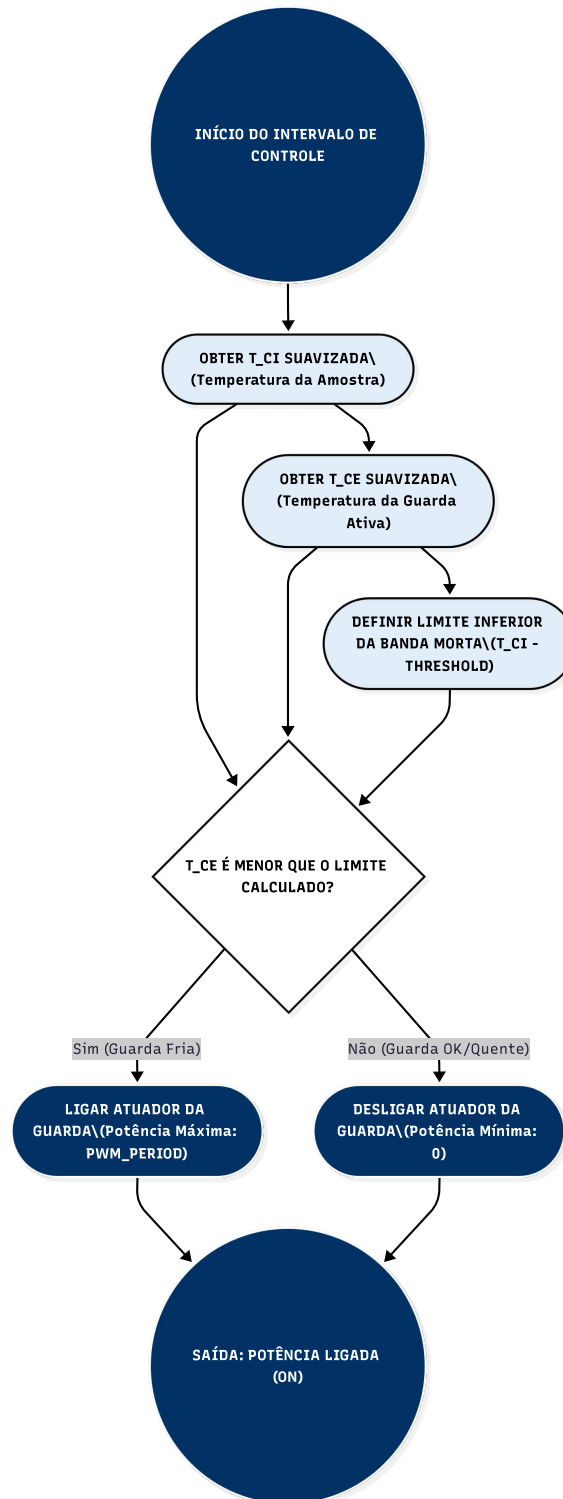 INÍCIO DO INTERVALO DE
CONTROLE
OBTER T_CI SUAVIZADA\
(Temperatura da Amostra)
OBTER T_CE SUAVIZADA\
(Temperatura da Guarda
Ativa)
DEFINIR LIMITE INFERIOR
DA BANDA MORTA\(T_CI -
THRESHOLD)
T_CE É MENOR QUE O LIMITE
CALCULADO?
Sim (Guarda Fria)
Não (Guarda OK/Quente)
LIGAR ATUADOR DA
GUARDA\(Potência Máxima:
PWM_PERIOD)
DESLIGAR ATUADOR DA
GUARDA\(Potência Mínima:
0)
SAÍDA: POTÊNCIA LIGADA
(ON)